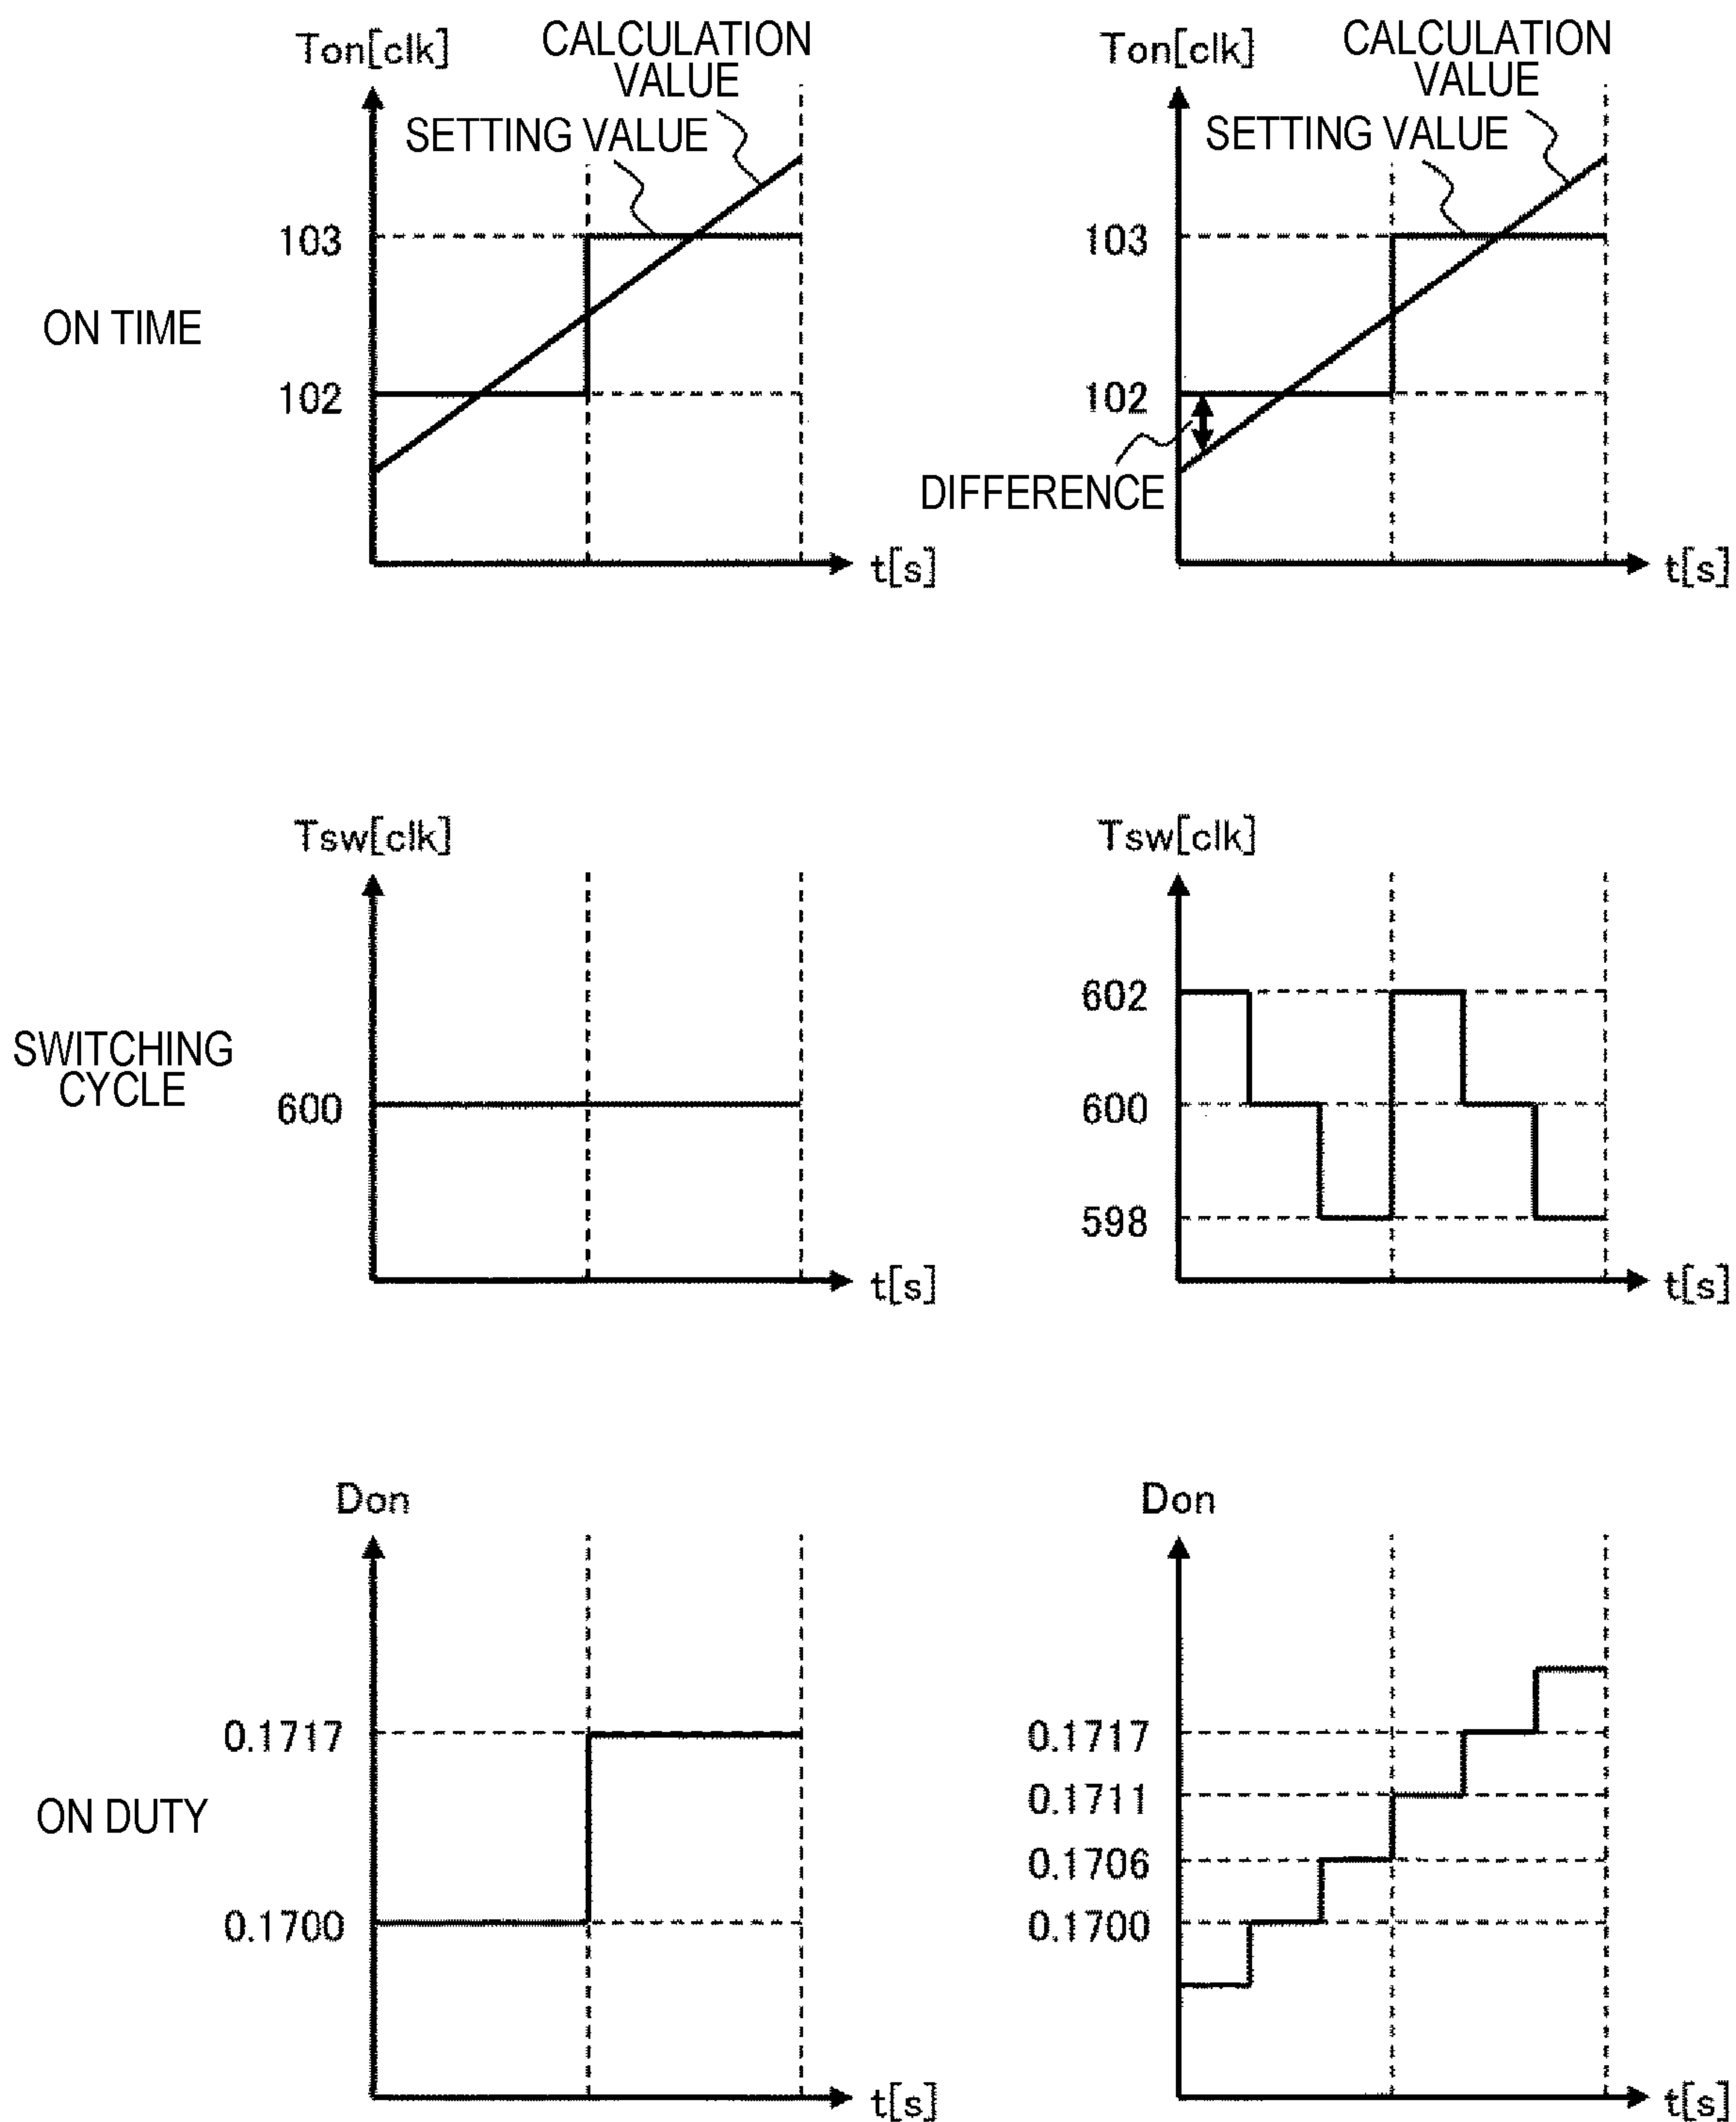 Ton[clk]
CALCULATION
VALUE
SETTING VALUE
103
102
t[s]
Ton[clk]
CALCULATION
VALUE
SETTING VALUE
103
102
DIFFERENCE
t[s]
ON TIME
Tsw[clk]
600
t[s]
Tsw[clk]
602
600
598
t[s]
SWITCHING
CYCLE
Don
0.1717
0.1700
t[s]
Don
0.1717
0.1711
0.1706
0.1700
t[s]
ON DUTY